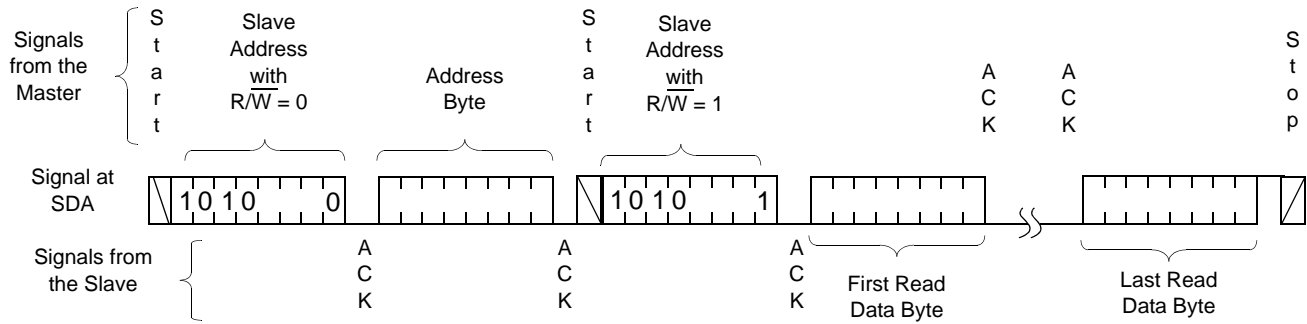 Signals
from the
Master
S
t
a
r
t
Slave
Address
with
R/W̅ = 0
Address
Byte
S
t
a
r
t
Slave
Address
with
R/W̅ = 1
A
C
K
A
C
K
S
t
o
p
Signal at
SDA
1 0 1 0 0
1 0 1 0 1
Signals from
the Slave
A
C
K
A
C
K
A
C
K
First Read
Data Byte
Last Read
Data Byte